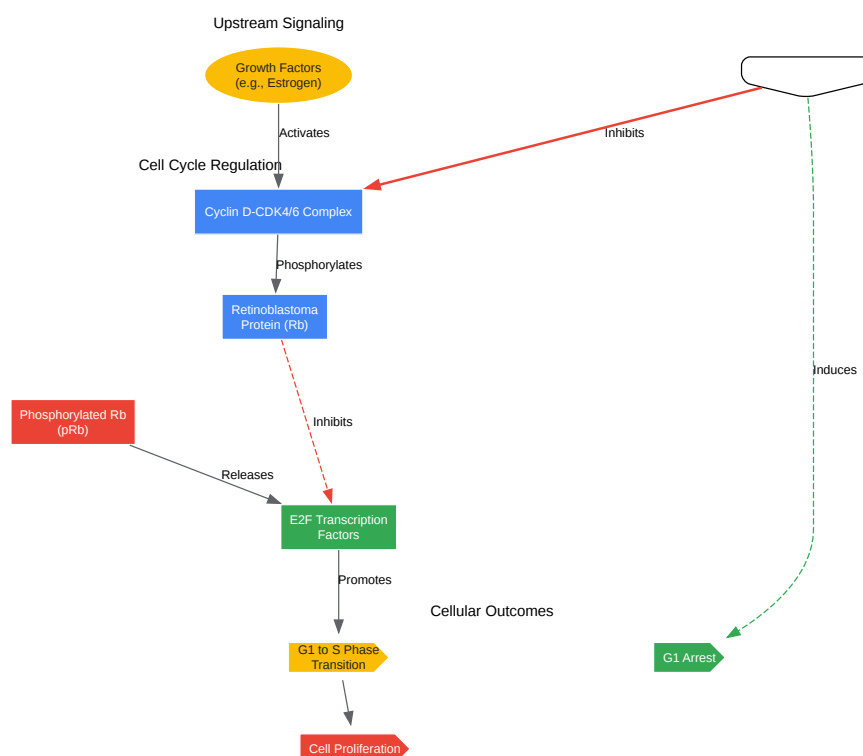 Upstream Signaling
Growth Factors
(e.g., Estrogen)
Activates
Inhibits
Cell Cycle Regulation
Cyclin D-CDK4/6 Complex
Phosphorylates
Retinoblastoma
Protein (Rb)
Induces
Phosphorylated Rb
(pRb)
Inhibits
Releases
E2F Transcription
Factors
Promotes
Cellular Outcomes
G1 to S Phase
Transition
G1 Arrest
Cell Proliferation